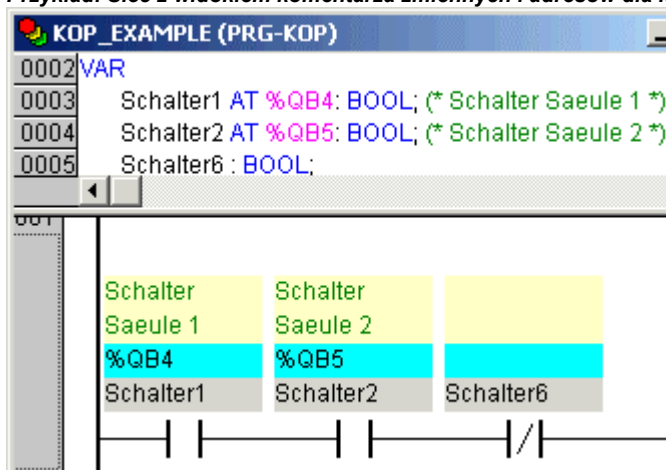 KOP_EXAMPLE (PRG-KOP)
0002 VAR
0003 Schalter1 AT %QB4: BOOL; (* Schalter Saeule 1 *)
0004 Schalter2 AT %QB5: BOOL; (* Schalter Saeule 2 *)
0005 Schalter6 : BOOL;
Schalter Schalter
Saeule 1 Saeule 2
%QB4 %QB5
Schalter1 Schalter2 Schalter6